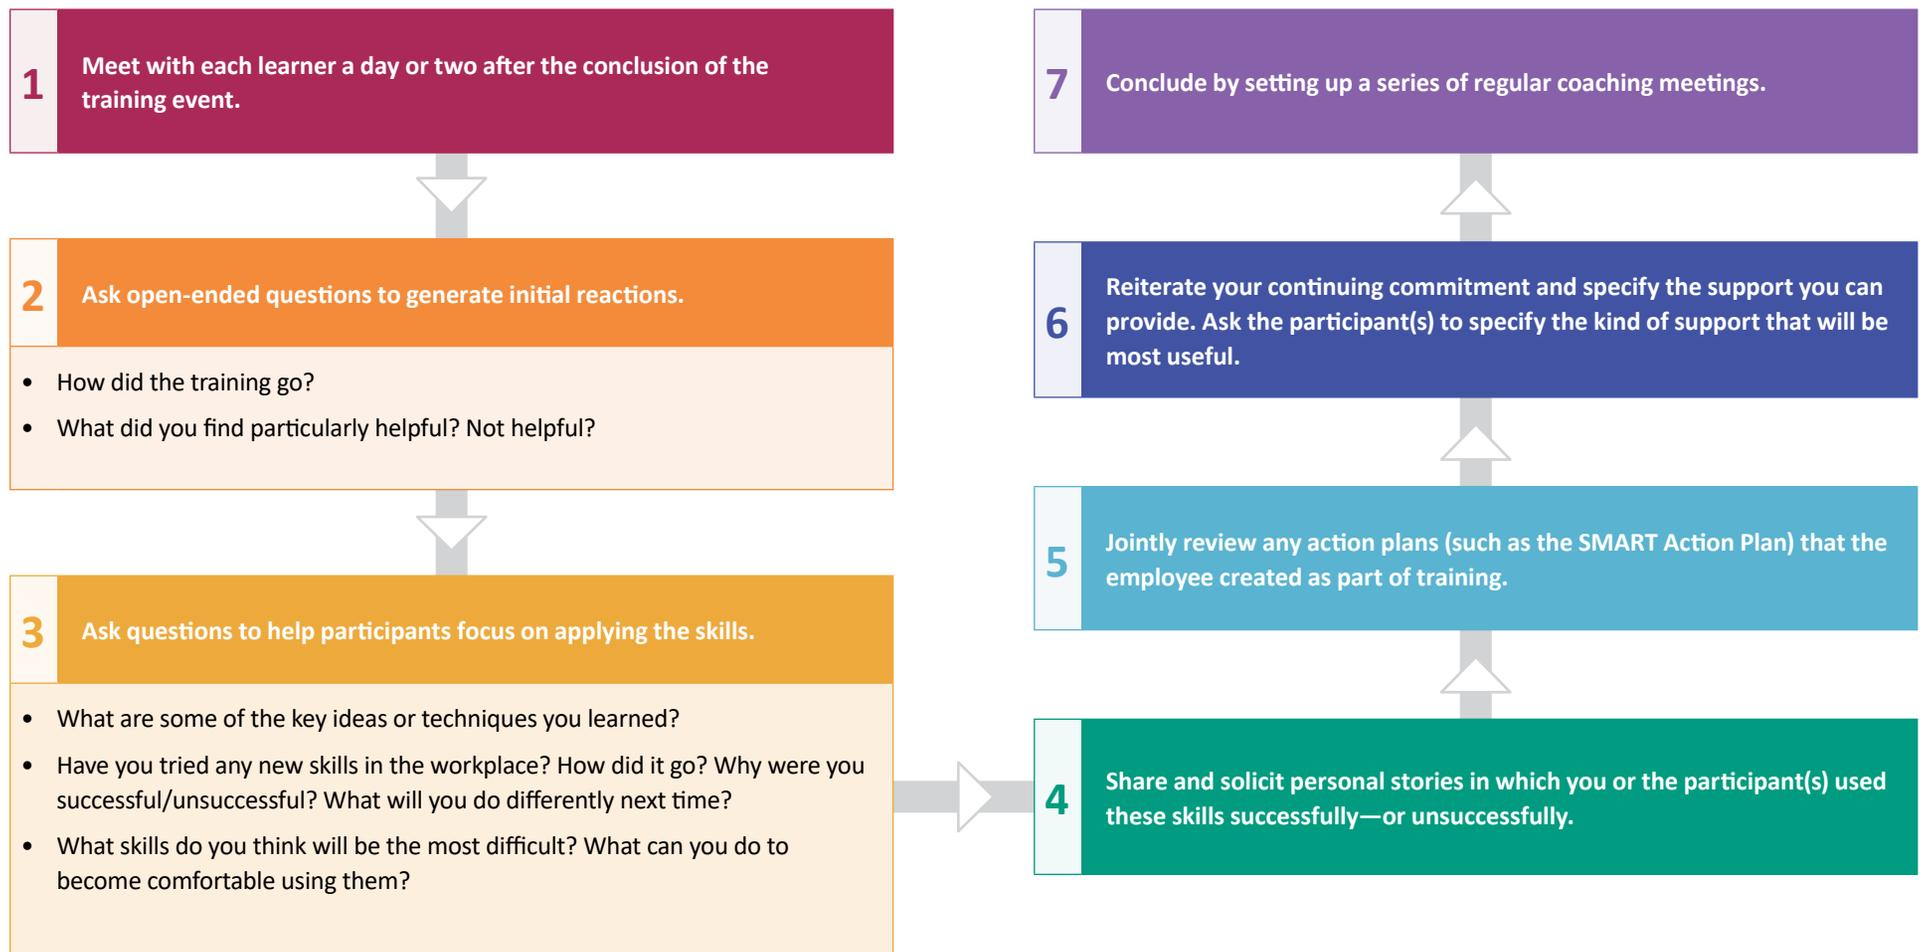 1
Meet with each learner a day or two after the conclusion of the
training event.
2
Ask open-ended questions to generate initial reactions.
• How did the training go?
• What did you find particularly helpful? Not helpful?
3
Ask questions to help participants focus on applying the skills.
• What are some of the key ideas or techniques you learned?
• Have you tried any new skills in the workplace? How did it go? Why were you
successful/unsuccessful? What will you do differently next time?
• What skills do you think will be the most difficult? What can you do to
become comfortable using them?
4
Share and solicit personal stories in which you or the participant(s) used
these skills successfully—or unsuccessfully.
5
Jointly review any action plans (such as the SMART Action Plan) that the
employee created as part of training.
6
Reiterate your continuing commitment and specify the support you can
provide. Ask the participant(s) to specify the kind of support that will be
most useful.
7
Conclude by setting up a series of regular coaching meetings.